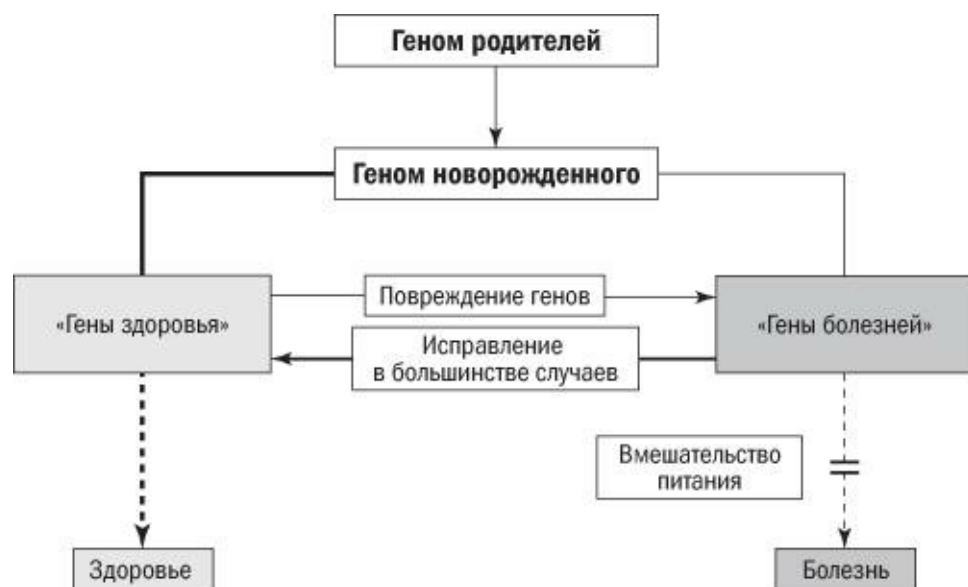 Геном родителей
Геном новорожденного
«Гены здоровья»
Повреждение генов
«Гены болезней»
Исправление
в большинстве случаев
Вмешательство
питания
Здоровье
Болезнь